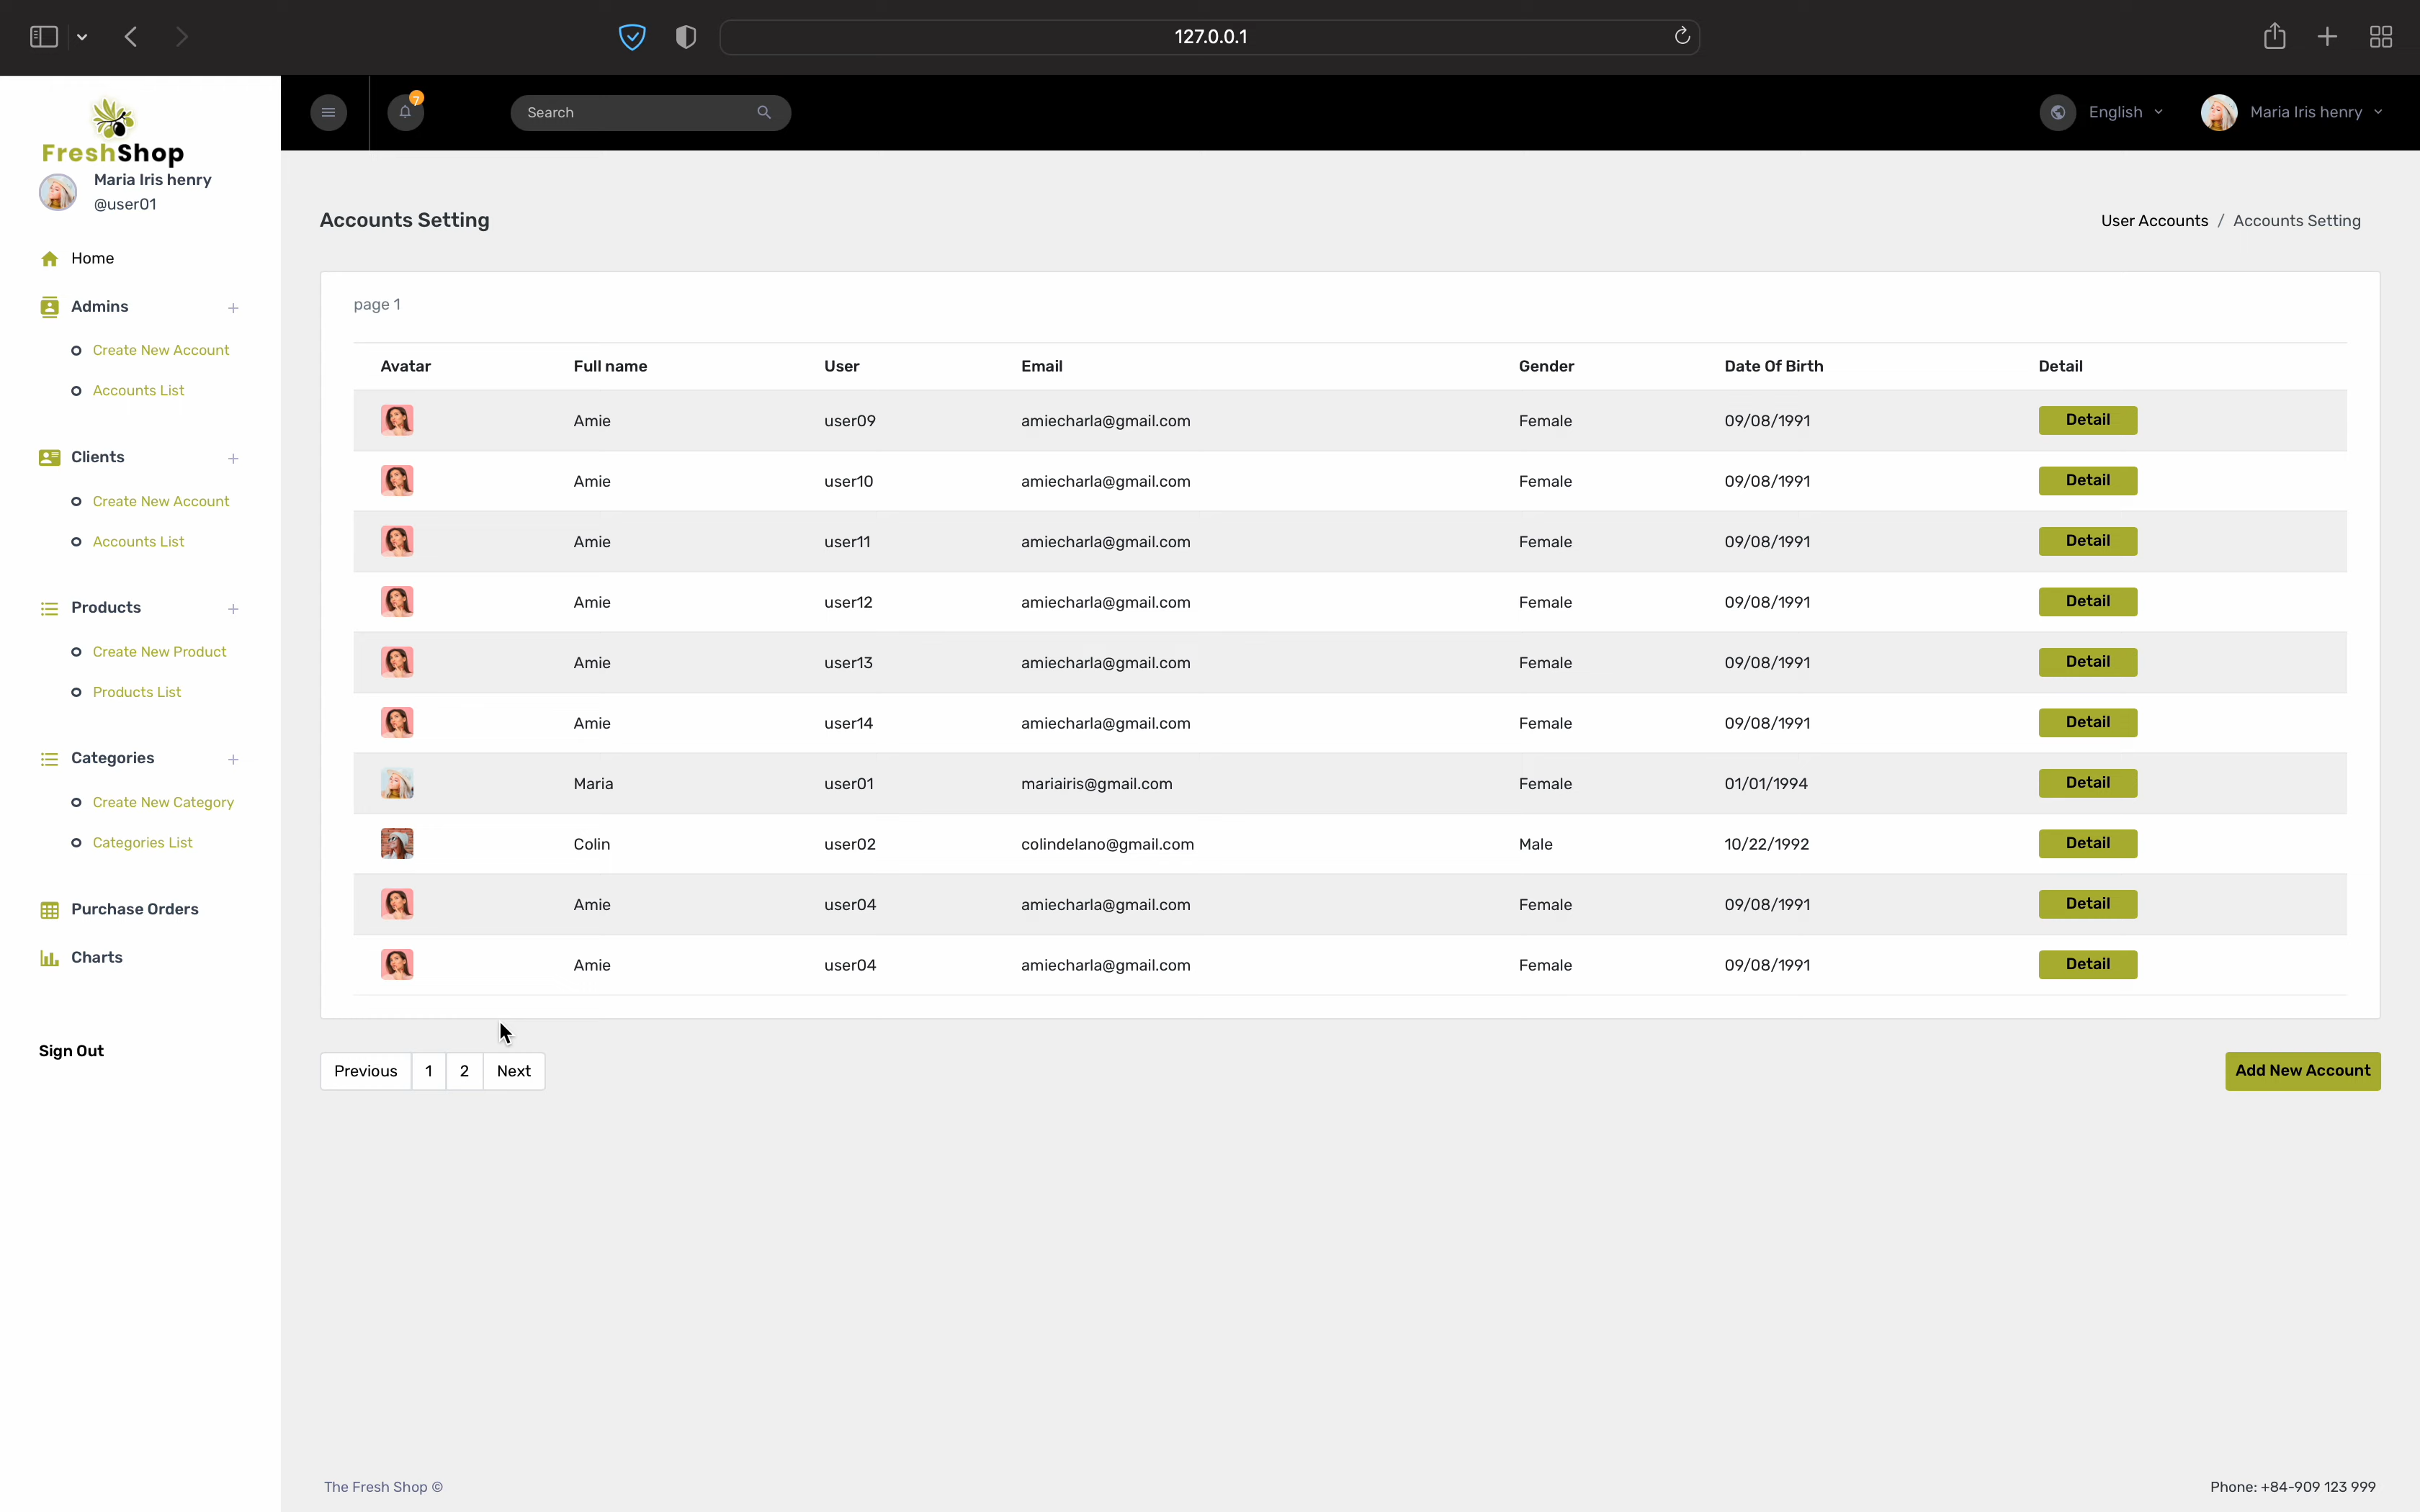 127.0.0.1
7
Search
English
Maria Iris henry
FreshShop
Maria Iris henry
@user01
Home
Admins
Create New Account
Accounts List
Clients
Create New Account
Accounts List
Products
Create New Product
Products List
Categories
Create New Category
Categories List
Purchase Orders
Charts
Sign Out
Accounts Setting
User Accounts / Accounts Setting
page 1
Avatar Full name User Email Gender Date Of Birth Detail
Amie user09 amiecharla@gmail.com Female 09/08/1991 Detail
Amie user10 amiecharla@gmail.com Female 09/08/1991 Detail
Amie user11 amiecharla@gmail.com Female 09/08/1991 Detail
Amie user12 amiecharla@gmail.com Female 09/08/1991 Detail
Amie user13 amiecharla@gmail.com Female 09/08/1991 Detail
Amie user14 amiecharla@gmail.com Female 09/08/1991 Detail
Maria user01 mariairis@gmail.com Female 01/01/1994 Detail
Colin user02 colindelano@gmail.com Male 10/22/1992 Detail
Amie user04 amiecharla@gmail.com Female 09/08/1991 Detail
Amie user04 amiecharla@gmail.com Female 09/08/1991 Detail
Previous 1 2 Next
Add New Account
The Fresh Shop ©
Phone: +84-909 123 999